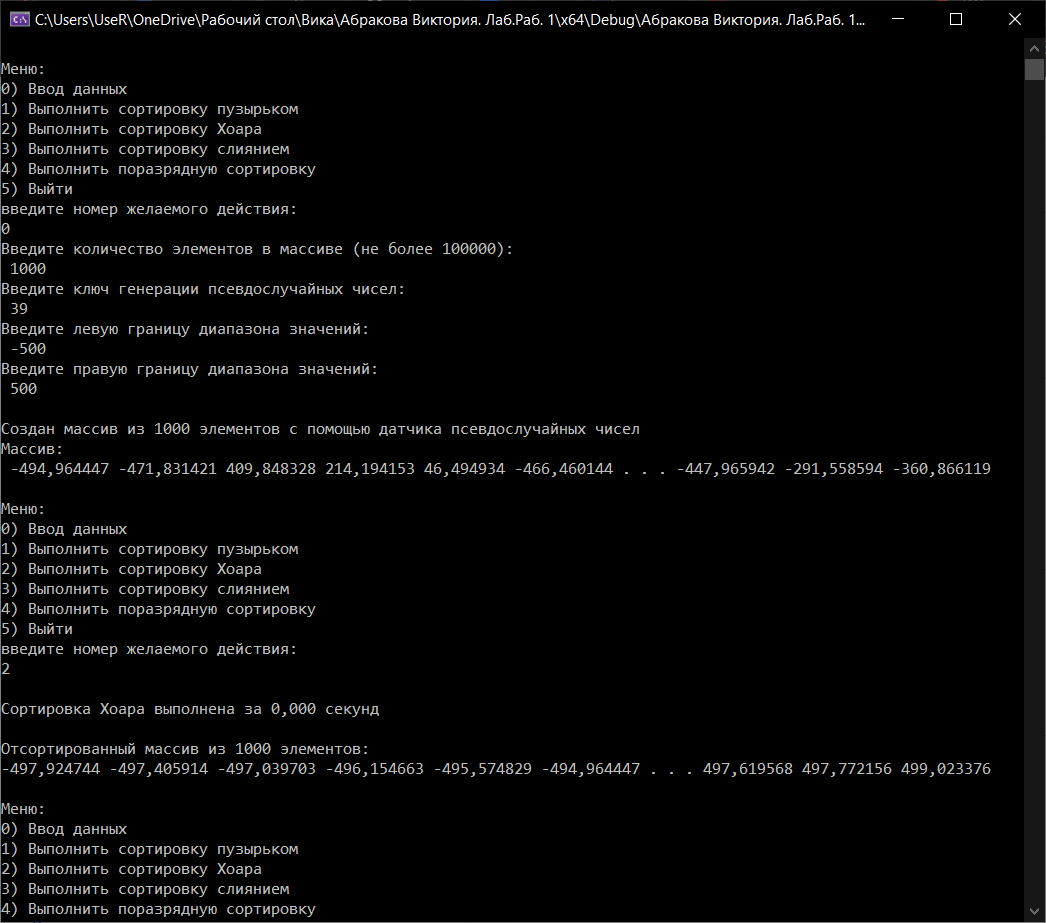 C:\Users\UseR\OneDrive\Рабочий стол\Вика\Абракова Виктория. Лаб.Раб. 1\x64\Debug\Абракова Виктория. Лаб.Раб. 1...
Меню:
0) Ввод данных
1) Выполнить сортировку пузырьком
2) Выполнить сортировку Хоара
3) Выполнить сортировку слиянием
4) Выполнить поразрядную сортировку
5) Выйти
введите номер желаемого действия:
0
Введите количество элементов в массиве (не более 100000):
1000
Введите ключ генерации псевдослучайных чисел:
39
Введите левую границу диапазона значений:
-500
Введите правую границу диапазона значений:
500
Создан массив из 1000 элементов с помощью датчика псевдослучайных чисел
Массив:
-494,964447 -471,831421 409,848328 214,194153 46,494934 -466,460144 . . . -447,965942 -291,558594 -360,866119
Меню:
0) Ввод данных
1) Выполнить сортировку пузырьком
2) Выполнить сортировку Хоара
3) Выполнить сортировку слиянием
4) Выполнить поразрядную сортировку
5) Выйти
введите номер желаемого действия:
2
Сортировка Хоара выполнена за 0,000 секунд
Отсортированный массив из 1000 элементов:
-497,924744 -497,405914 -497,039703 -496,154663 -495,574829 -494,964447 . . . 497,619568 497,772156 499,023376
Меню:
0) Ввод данных
1) Выполнить сортировку пузырьком
2) Выполнить сортировку Хоара
3) Выполнить сортировку слиянием
4) Выполнить поразрядную сортировку